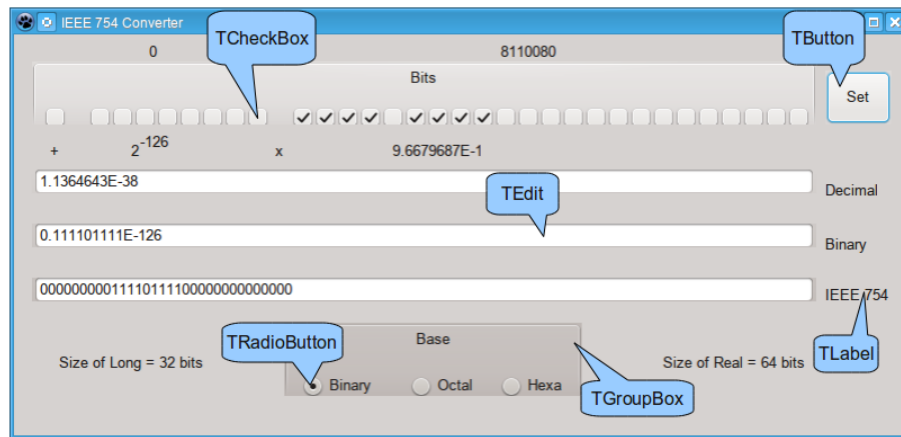 IEEE 754 Converter
TCheckBox
TButton
0 8110080
Bits
Set
+ 2-126 x 9.6679687E-1
1.1364643E-38
TEdit
Decimal
0.111101111E-126
Binary
00000000011110111100000000000000
IEEE 754
TRadioButton
Base
TLabel
Size of Long = 32 bits
Size of Real = 64 bits
Binary Octal Hexa
TGroupBox